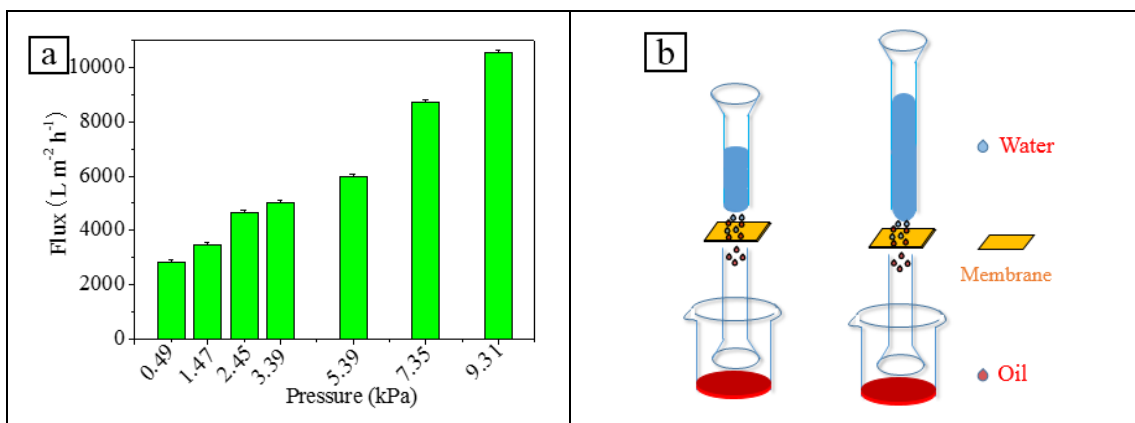 a
10000
8000
6000
4000
2000
0
Flux ( L m⁻² h⁻¹)
0.49
1.47
2.45
3.39
5.39
7.35
9.31
Pressure (kPa)
b
Water
Membrane
Oil